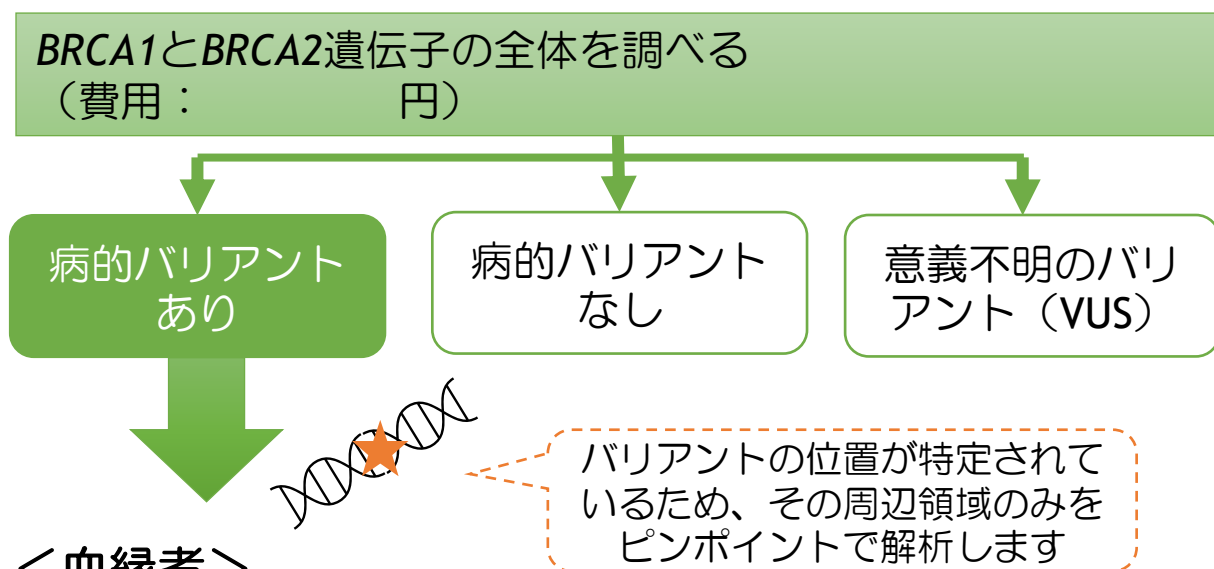 BRCA1とBRCA2遺伝子の全体を調べる
（費用：　　　　　円）
病的バリアント
あり
病的バリアント
なし
意義不明のバリ
アント（VUS）
バリアントの位置が特定されて
いるため、その周辺領域のみを
ピンポイントで解析します
＜血縁者＞